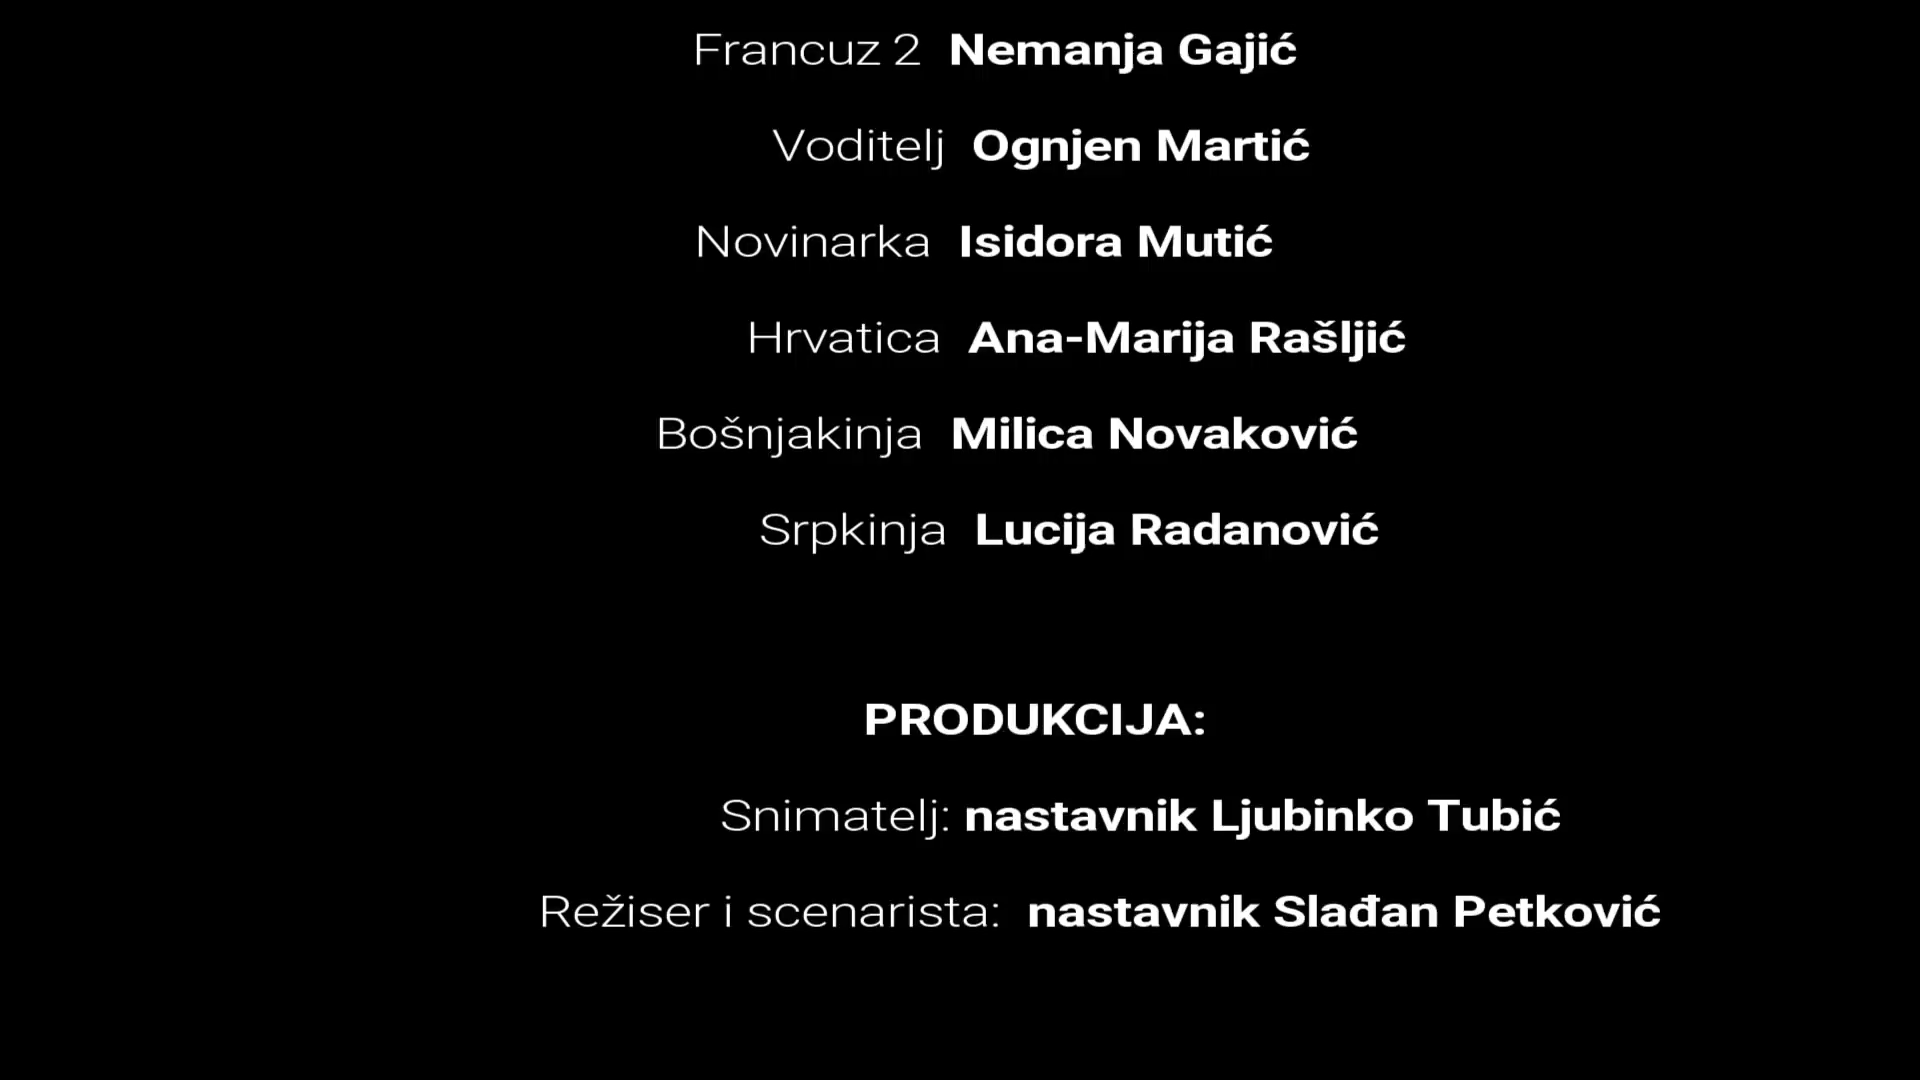 Francuz 2 Nemanja Gajić
Voditelj Ognjen Martić
Novinarka Isidora Mutić
Hrvatica Ana-Marija Rašljić
Bošnjakinja Milica Novaković
Srpkinja Lucija Radanović
PRODUKCIJA:
Snimatelj: nastavnik Ljubinko Tubić
Režiser i scenarista: nastavnik Slađan Petković